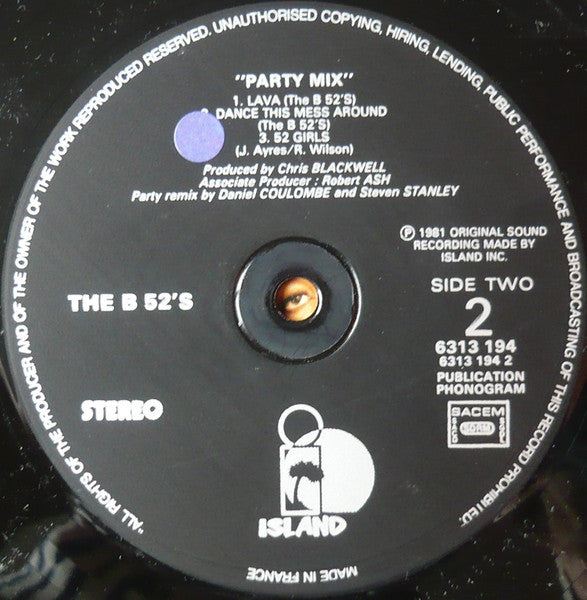 "ALL RIGHTS OF THE PRODUCER AND OF THE OWNER OF THE WORK REPRODUCED RESERVED. UNAUTHORISED COPYING, HIRING, LENDING, PUBLIC PERFORMANCE AND BROADCASTING OF THIS RECORD PROHIBITED.
"PARTY MIX"
1. LAVA (The B 52'S)
DANCE THIS MESS AROUND
(The B 52'S)
3. 52 GIRLS
(J. Ayres/R. Wilson)
Produced by Chris BLACKWELL
Associate Producer : Robert ASH
Party remix by Daniel COULOMBE and Steven STANLEY
Ⓟ 1981 ORIGINAL SOUND
RECORDING MADE BY
ISLAND INC.
THE B 52'S
SIDE TWO
2
6313 194
6313 194 2
PUBLICATION
PHONOGRAM
STEREO
SACEM
SACD
SDRM
SGDL
ISLAND
MADE IN FRANCE